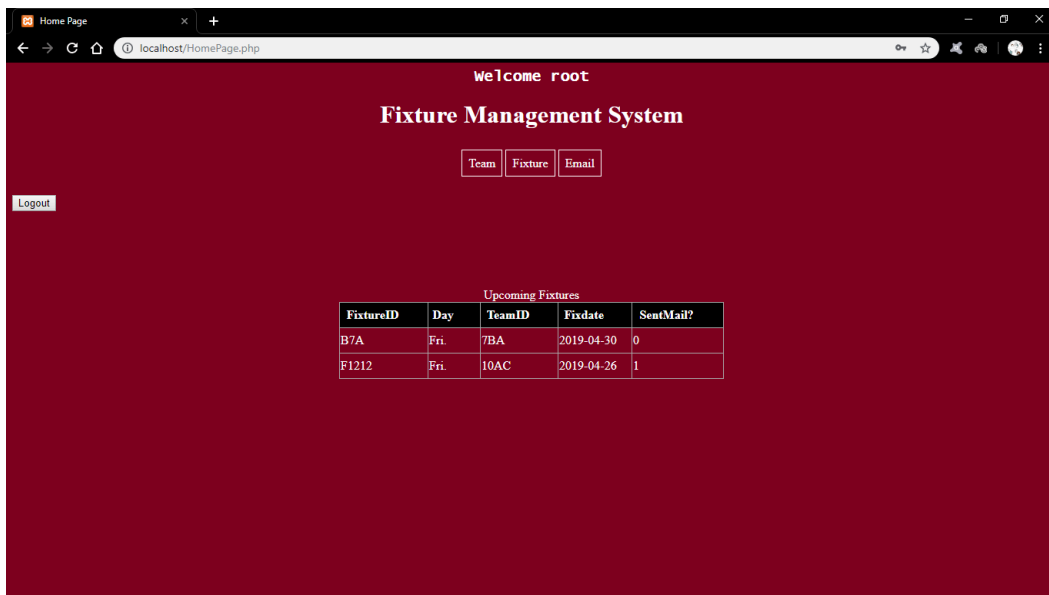 Home Page
localhost/HomePage.php
Welcome root
Fixture Management System
Team Fixture Email
Logout
Upcoming Fixtures
FixtureID Day TeamID Fixdate SentMail?
B7A Fri. 7BA 2019-04-30 0
F1212 Fri. 10AC 2019-04-26 1